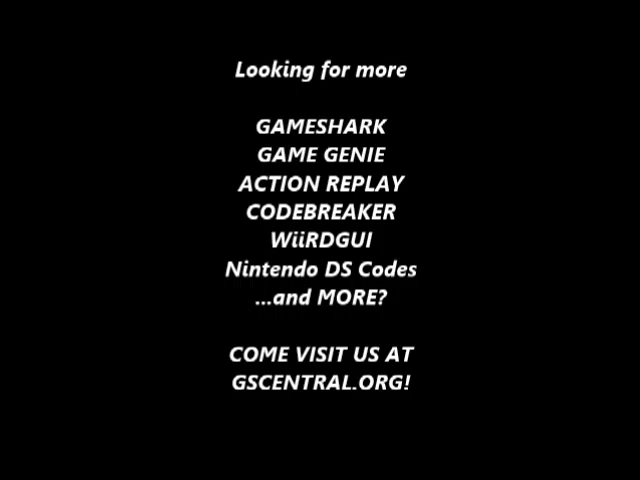 Looking for more
GAMESHARK
GAME GENIE
ACTION REPLAY
CODEBREAKER
WiiRDGUI
Nintendo DS Codes
...and MORE?
COME VISIT US AT
GSCENTRAL.ORG!